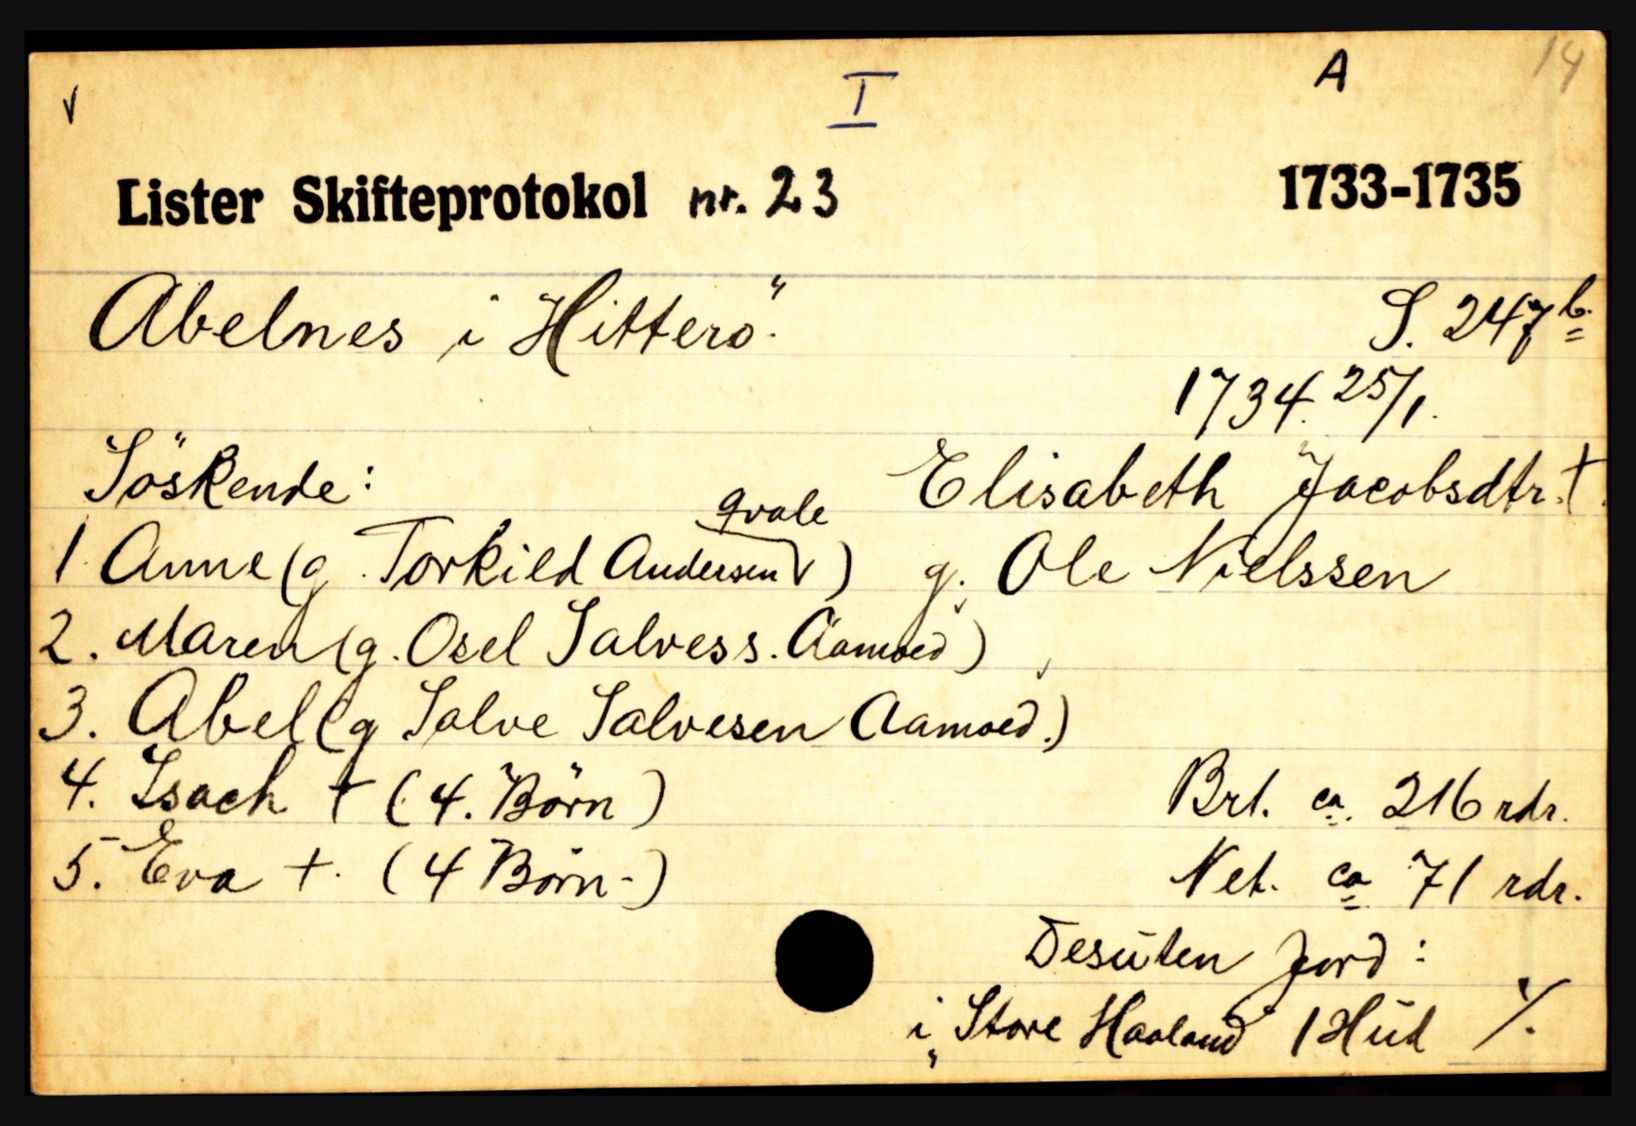 V I A 14
Lister Skifteprotokol nr. 23 1733-1735
Abelnes i Hitterö. S. 247b.
1734. 25/1.
Söskende: Elisabeth Jacobsdtr. †.
Qvale
1 Anne (g. Torkild Andersen V) g. Ole Nielssen
2. Maren (g. Osel Salvess. Aamoed)
3. Abel (g Salve Salvesen Aamoed.)
4. Isach † (4. Börn) Brt. ca. 216 rdr.
5. Eva †. (4 Börn-) Net. ca 71 rdr.
Desuten Jord:
i "Store Haaland" 1 Hud ./.